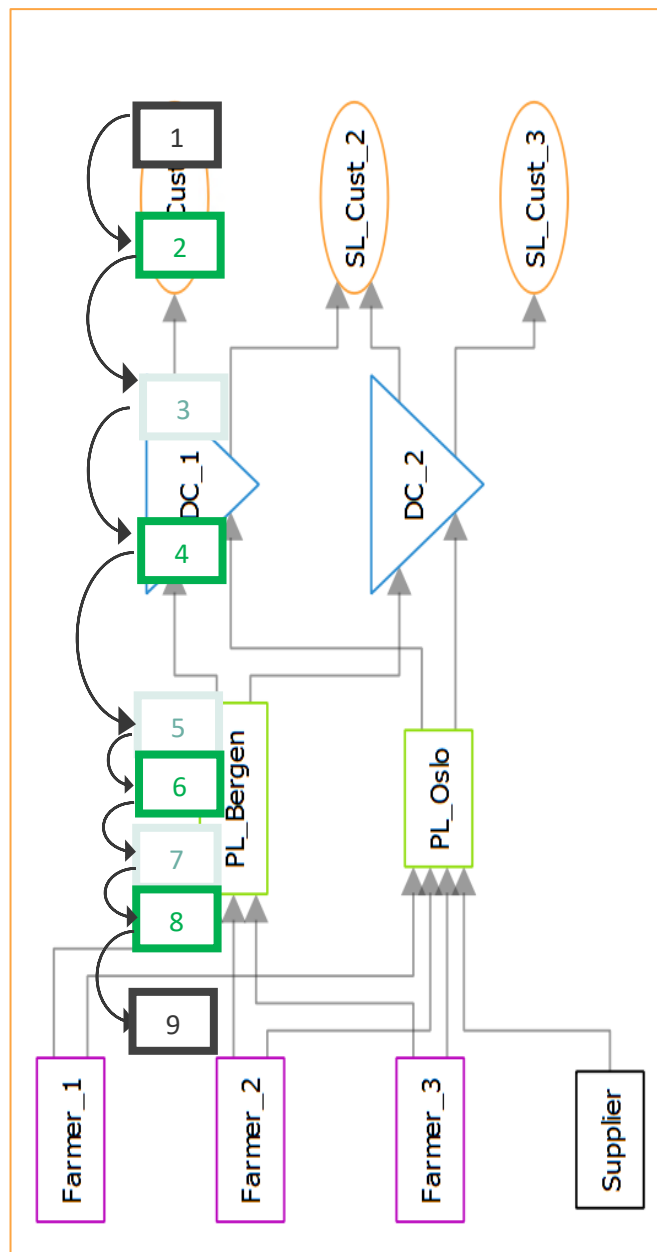 1
Cust_
SL_Cust_2
SL_Cust_3
2
3
DC_1
DC_2
4
5
PL_Bergen
PL_Oslo
6
7
8
9
Farmer_1
Farmer_2
Farmer_3
Supplier